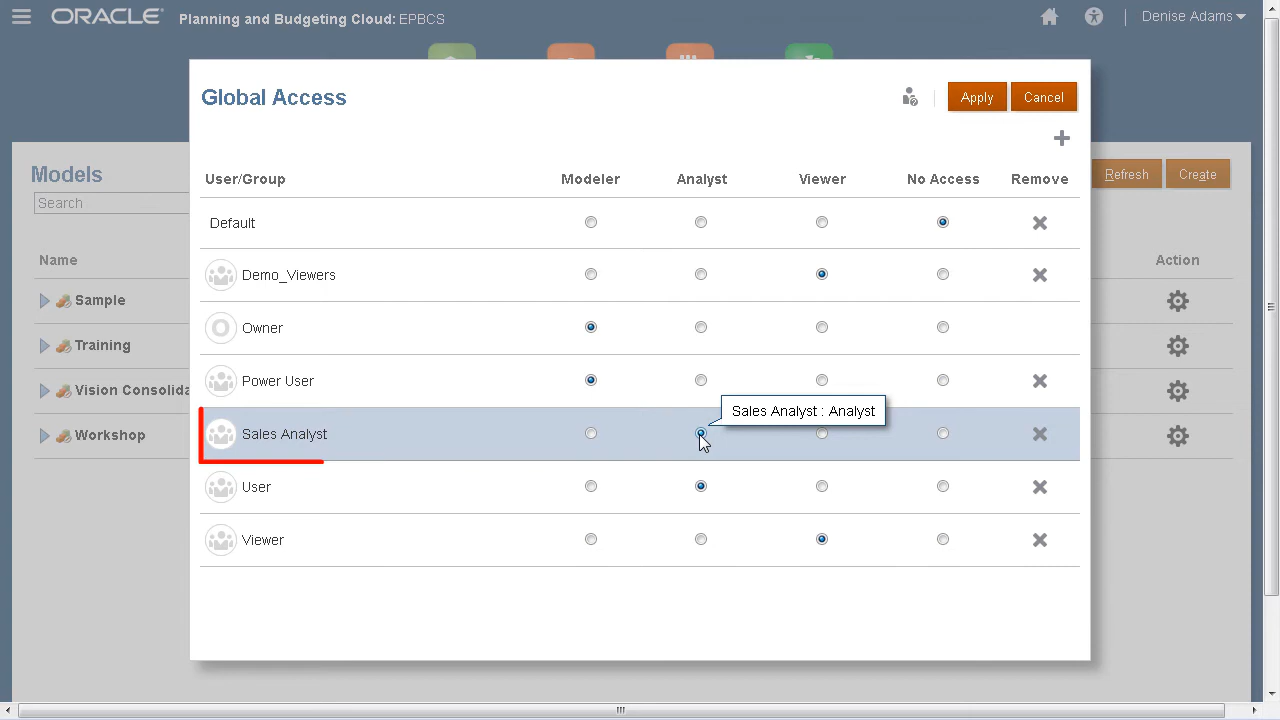 ORACLE Planning and Budgeting Cloud: EPBCS Denise Adams
Global Access Apply Cancel
Models Refresh Create
Search
User/Group Modeler Analyst Viewer No Access Remove
Default
Name Action
Demo_Viewers
Sample
Owner
Training
Power User
Vision Consolida
Sales Analyst : Analyst
Workshop Sales Analyst
User
Viewer